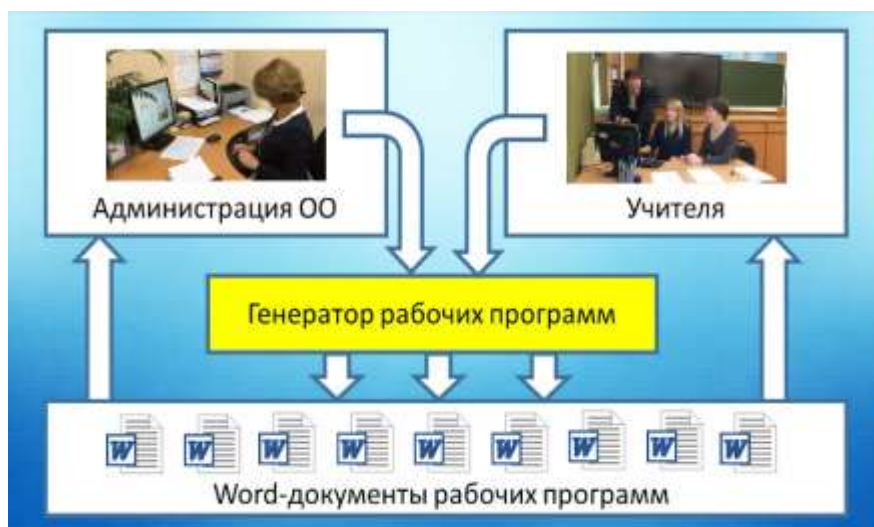 Администрация ОО
Учителя
Генератор рабочих программ
W W W W W W W W W
Word-документы рабочих программ